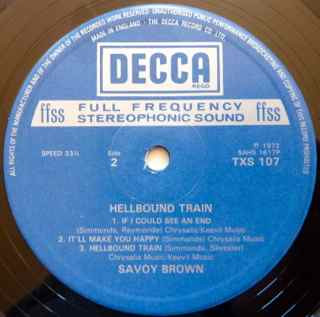 MADE IN ENGLAND · THE DECCA RECORD CO. LTD.
ALL RIGHTS OF THE MANUFACTURER AND OF THE OWNER OF THE RECORDED WORK RESERVED UNAUTHORISED PUBLIC PERFORMANCE BROADCASTING AND COPYING OF THIS RECORD PROHIBITED
DECCA
REGD
ffss FULL FREQUENCY ffss
STEREOPHONIC SOUND
SPEED 33⅓
Side
2
℗ 1972
SAHS 1617P
TXS 107
HELLBOUND TRAIN
1. IF I COULD SEE AN END
(Simmonds, Raymonde) Chrysalis/Keevil Music
2. IT'LL MAKE YOU HAPPY (Simmonds) Chrysalis Music
3. HELLBOUND TRAIN (Simmonds, Silvester)
Chrysalis Music/Keevil Music
SAVOY BROWN